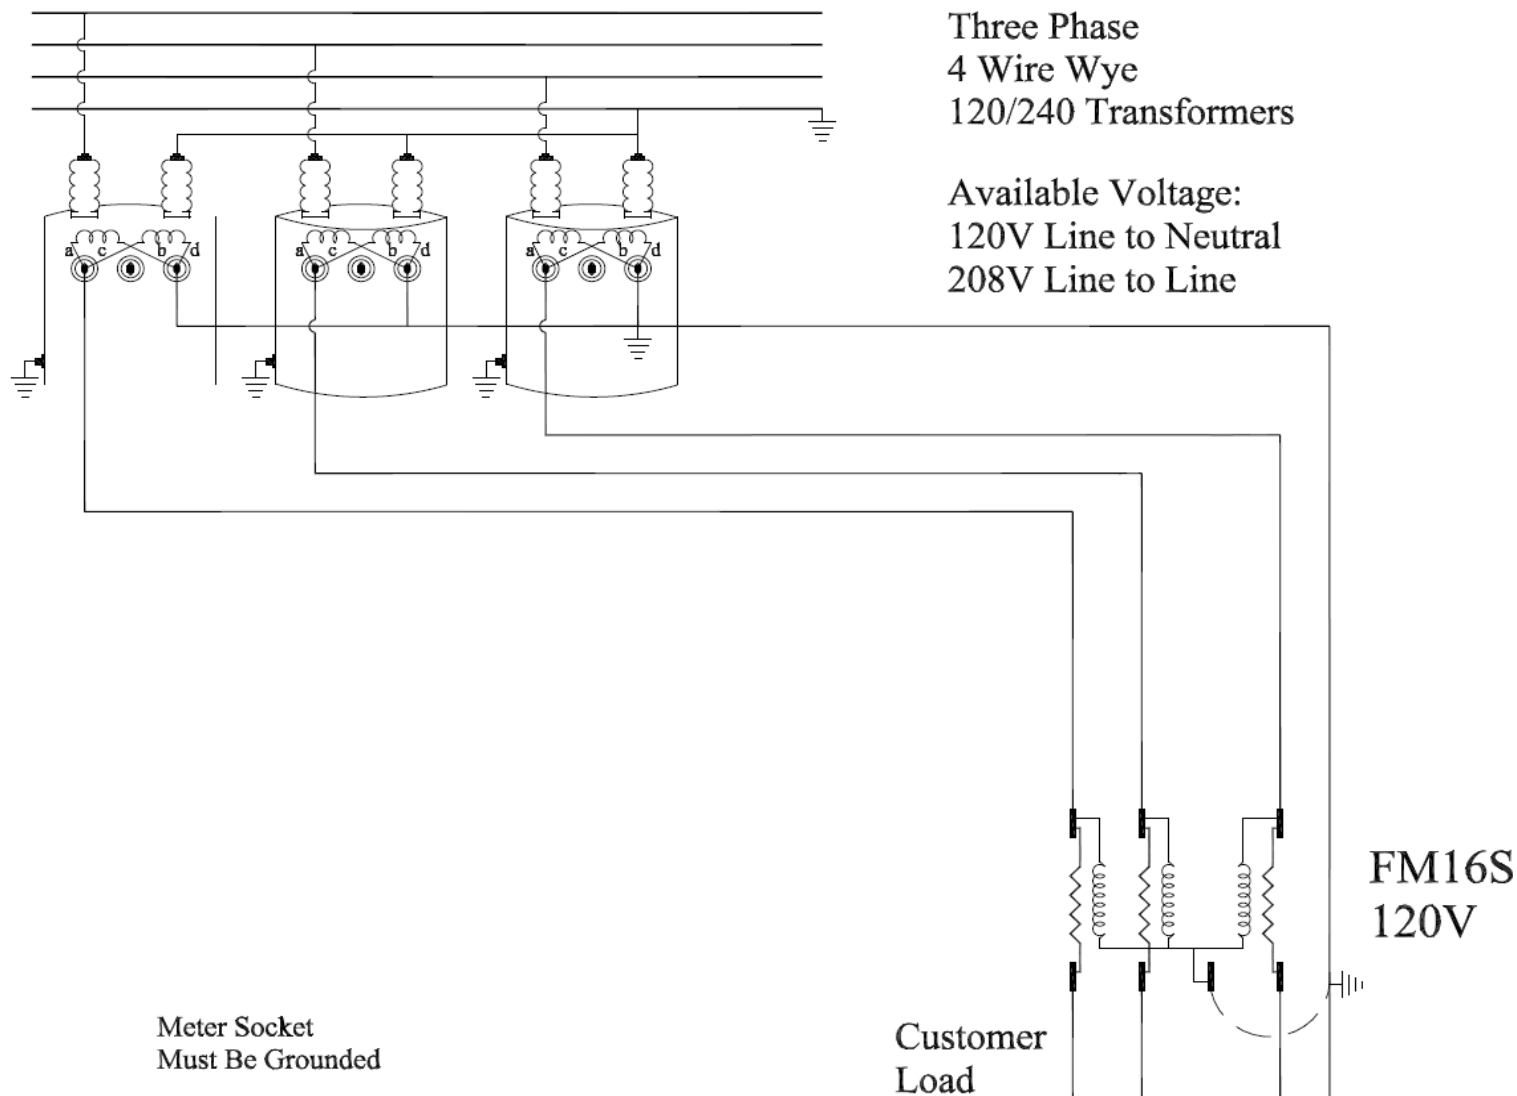 Three Phase
4 Wire Wye
120/240 Transformers
Available Voltage:
120V Line to Neutral
208V Line to Line
a c b d
a c b d
a c b d
FM16S
120V
Meter Socket
Must Be Grounded
Customer
Load